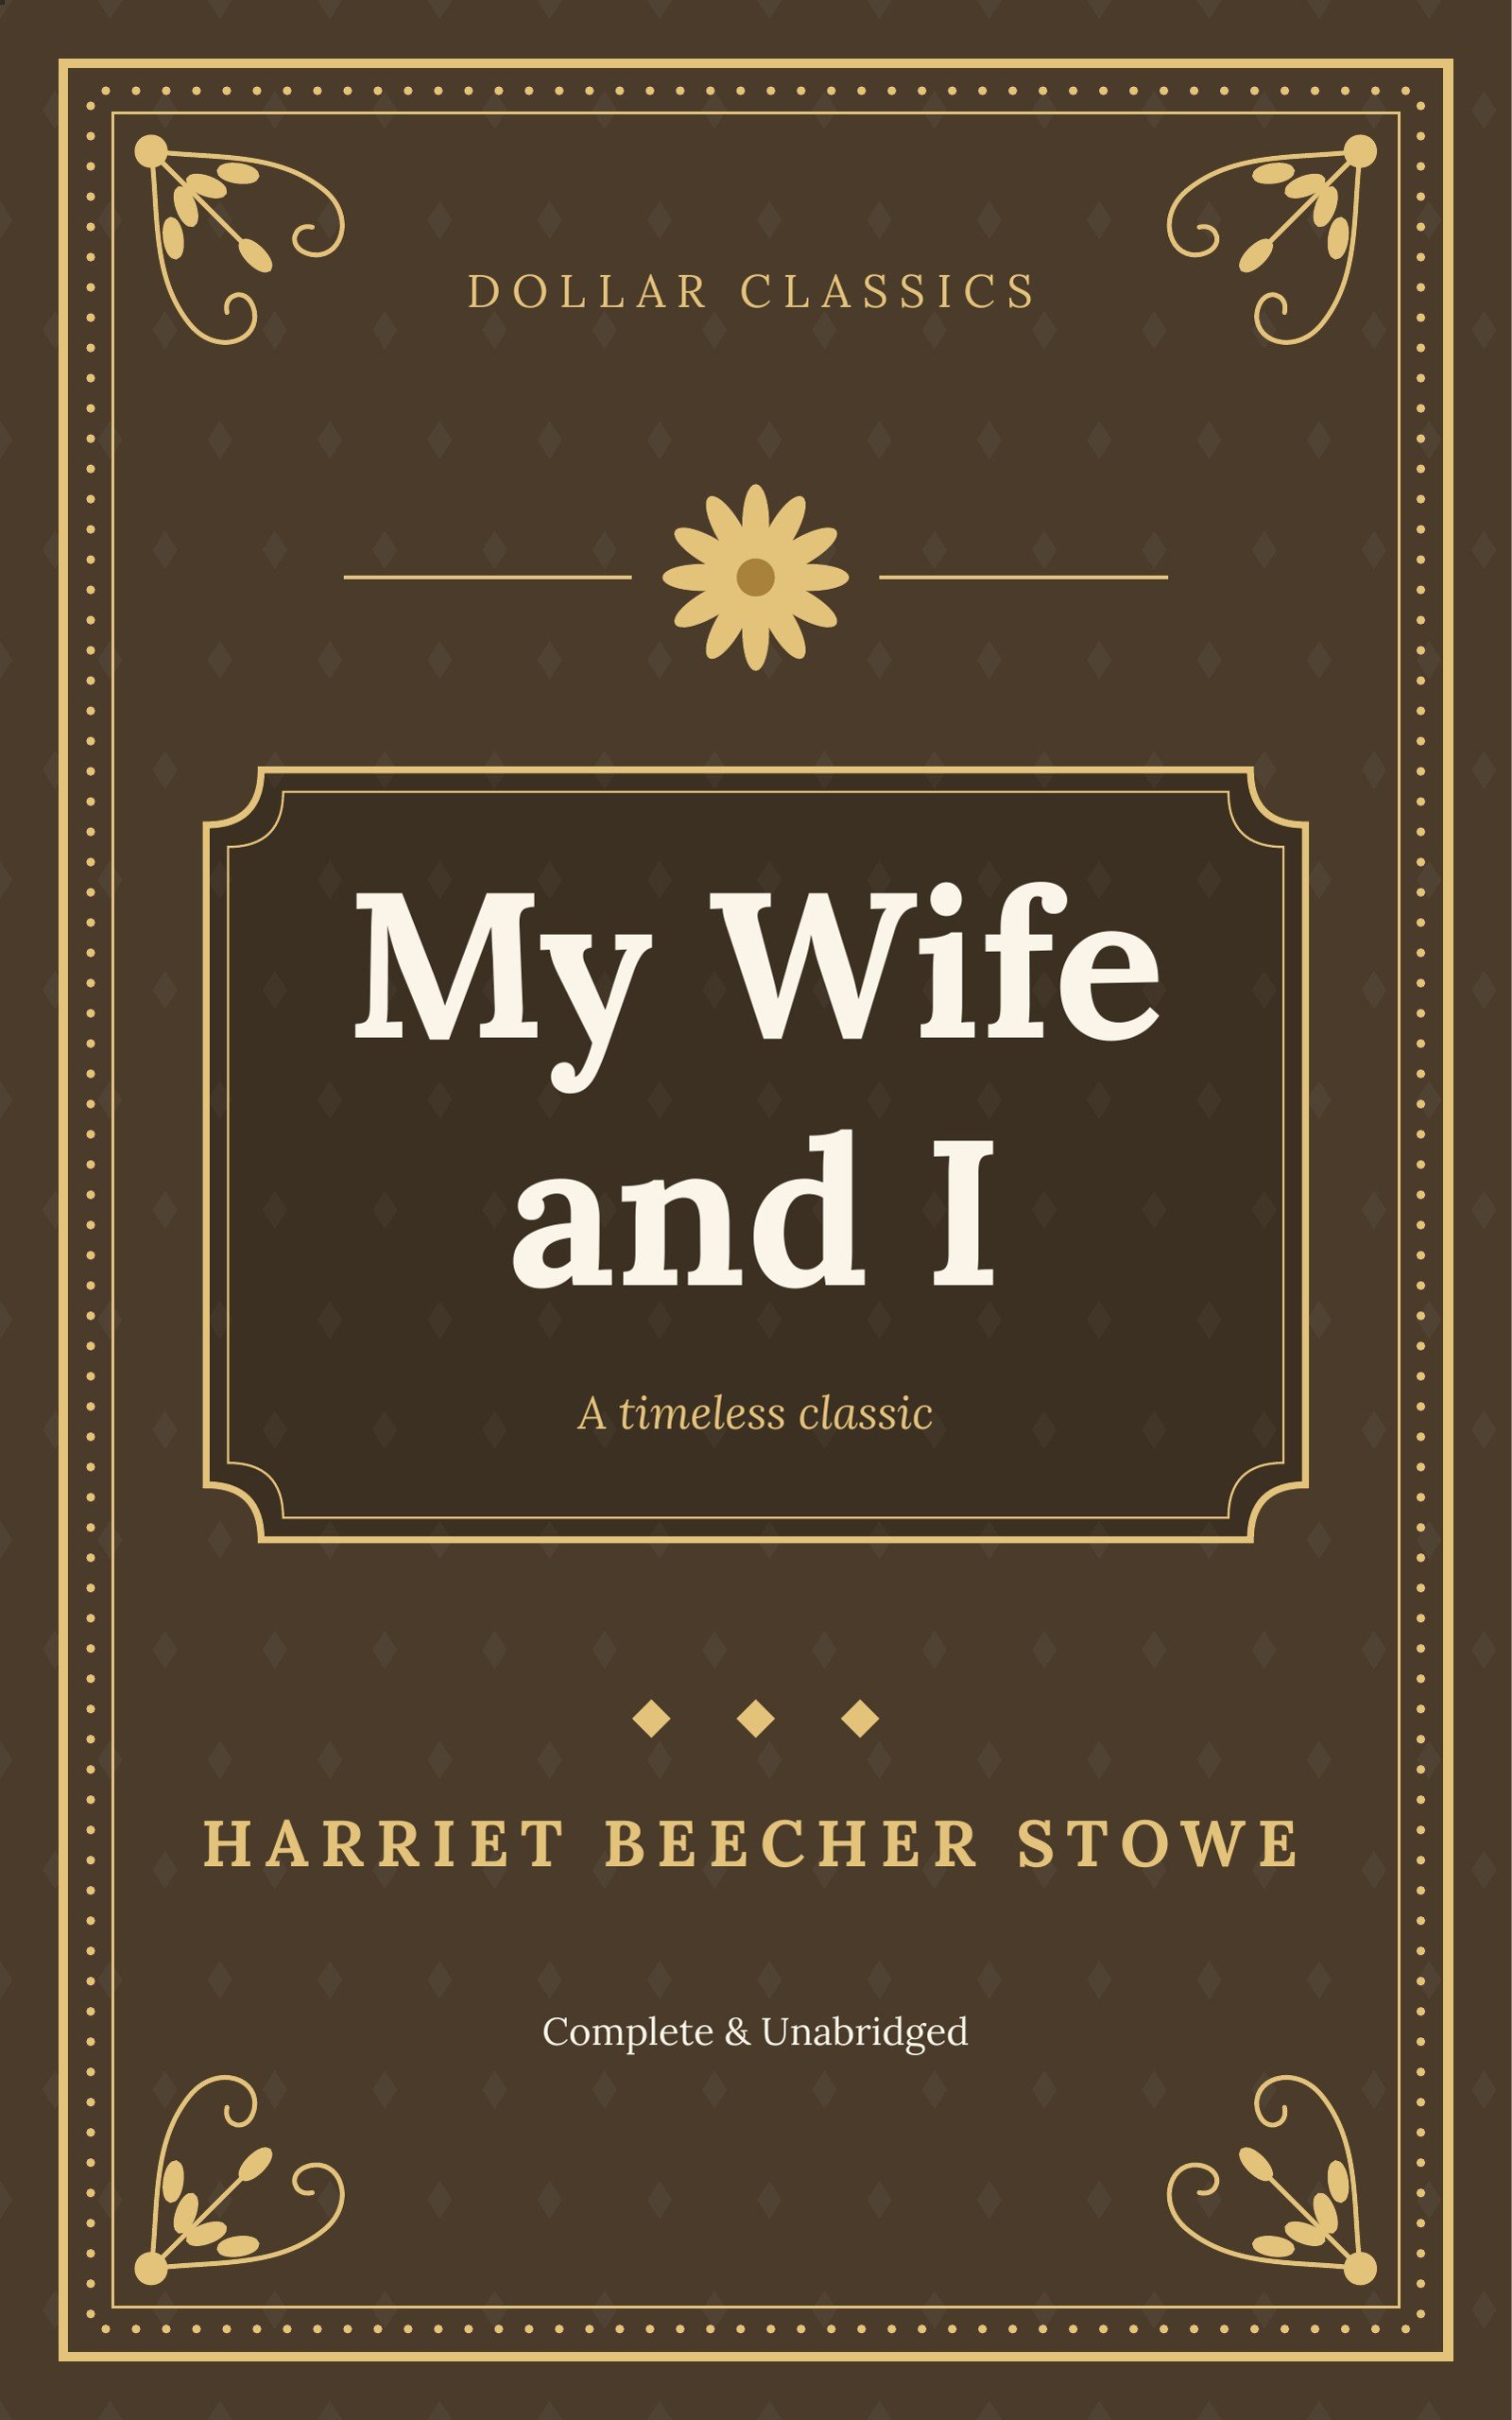 DOLLAR CLASSICS
My Wife
and I
A timeless classic
HARRIET BEECHER STOWE
Complete & Unabridged